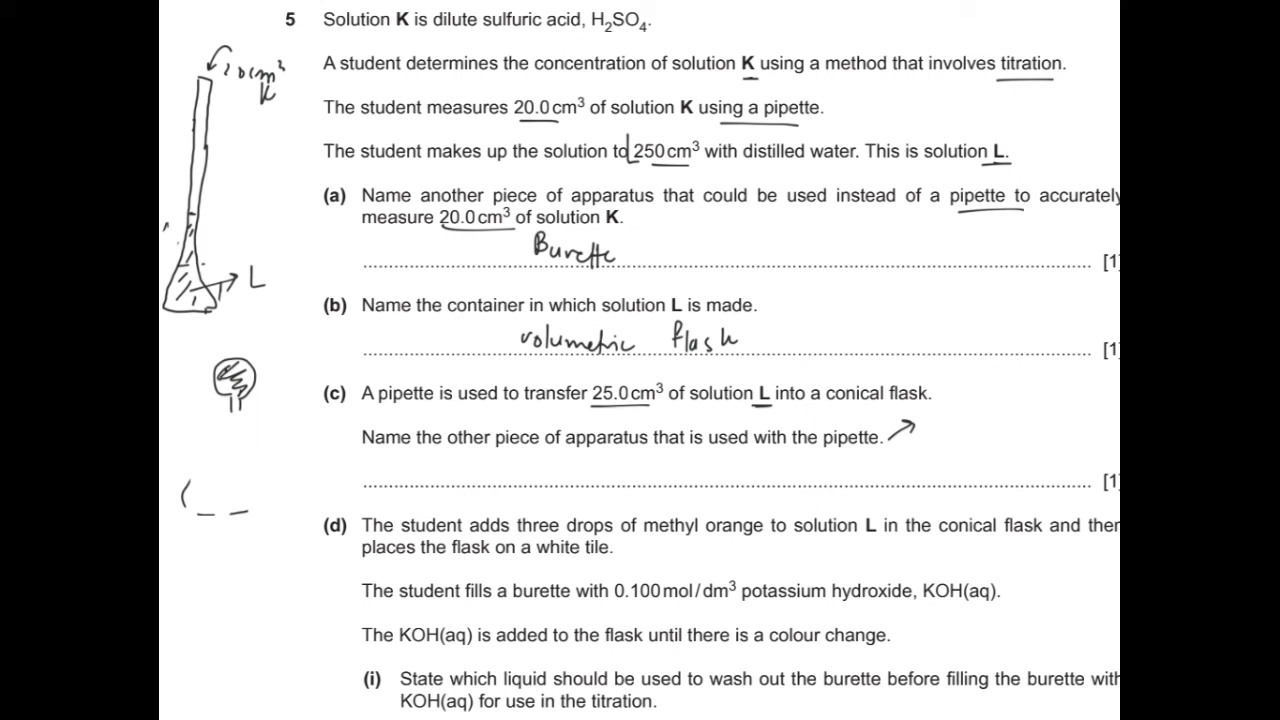 5 Solution K is dilute sulfuric acid, H₂SO₄.
A student determines the concentration of solution K using a method that involves titration.
20cm³
K
The student measures 20.0 cm³ of solution K using a pipette.
The student makes up the solution to 250 cm³ with distilled water. This is solution L.
(a) Name another piece of apparatus that could be used instead of a pipette to accurately
measure 20.0 cm³ of solution K.
Burette
[1
L
(b) Name the container in which solution L is made.
volumetric flask
[1
(c) A pipette is used to transfer 25.0 cm³ of solution L into a conical flask.
Name the other piece of apparatus that is used with the pipette.
[1
(d) The student adds three drops of methyl orange to solution L in the conical flask and then
places the flask on a white tile.
The student fills a burette with 0.100 mol/dm³ potassium hydroxide, KOH(aq).
The KOH(aq) is added to the flask until there is a colour change.
(i) State which liquid should be used to wash out the burette before filling the burette with
KOH(aq) for use in the titration.